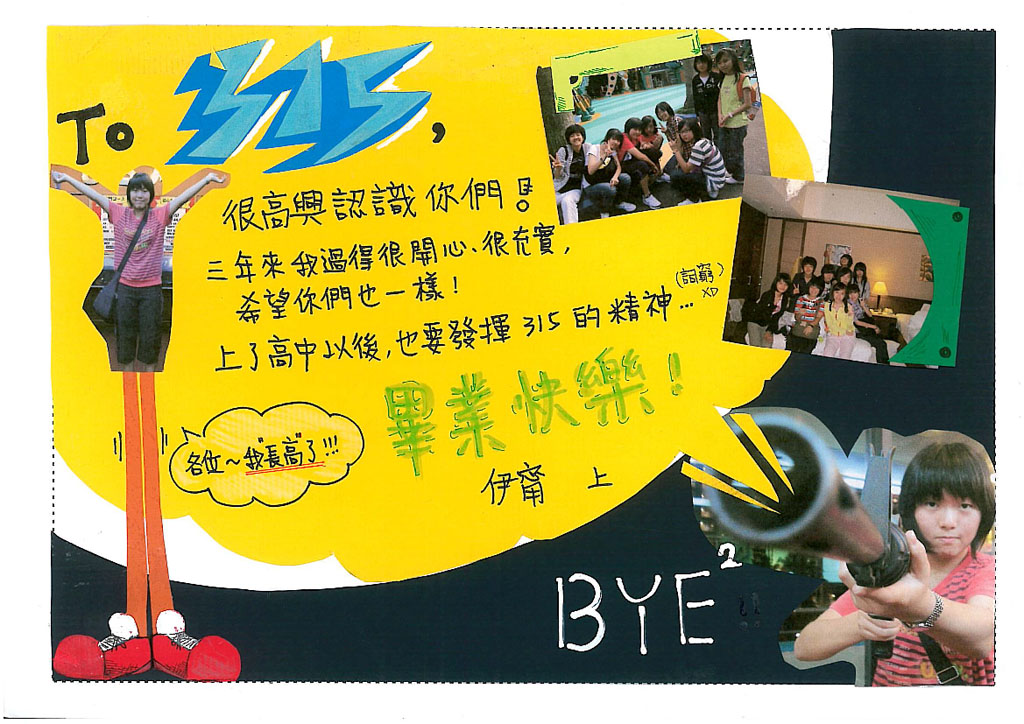 To 315,
很高興認識你們!
三年來我過得很開心、很充實,
希望你們也一樣!
上了高中以後,也要發揮315的精神...
(詞窮)
XD
畢業快樂!
伊甯 上
各位~我"長高"了!!!
BYE²!!